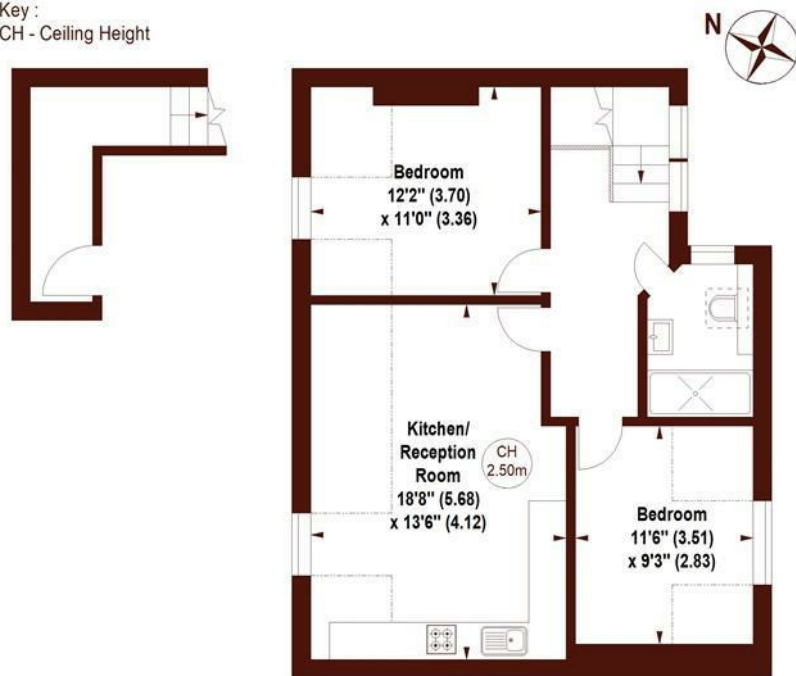 Key :
CH - Ceiling Height
N
Bedroom
12'2" (3.70)
x 11'0" (3.36)
Kitchen/
Reception
Room
18'8" (5.68)
x 13'6" (4.12)
CH
2.50m
Bedroom
11'6" (3.51)
x 9'3" (2.83)